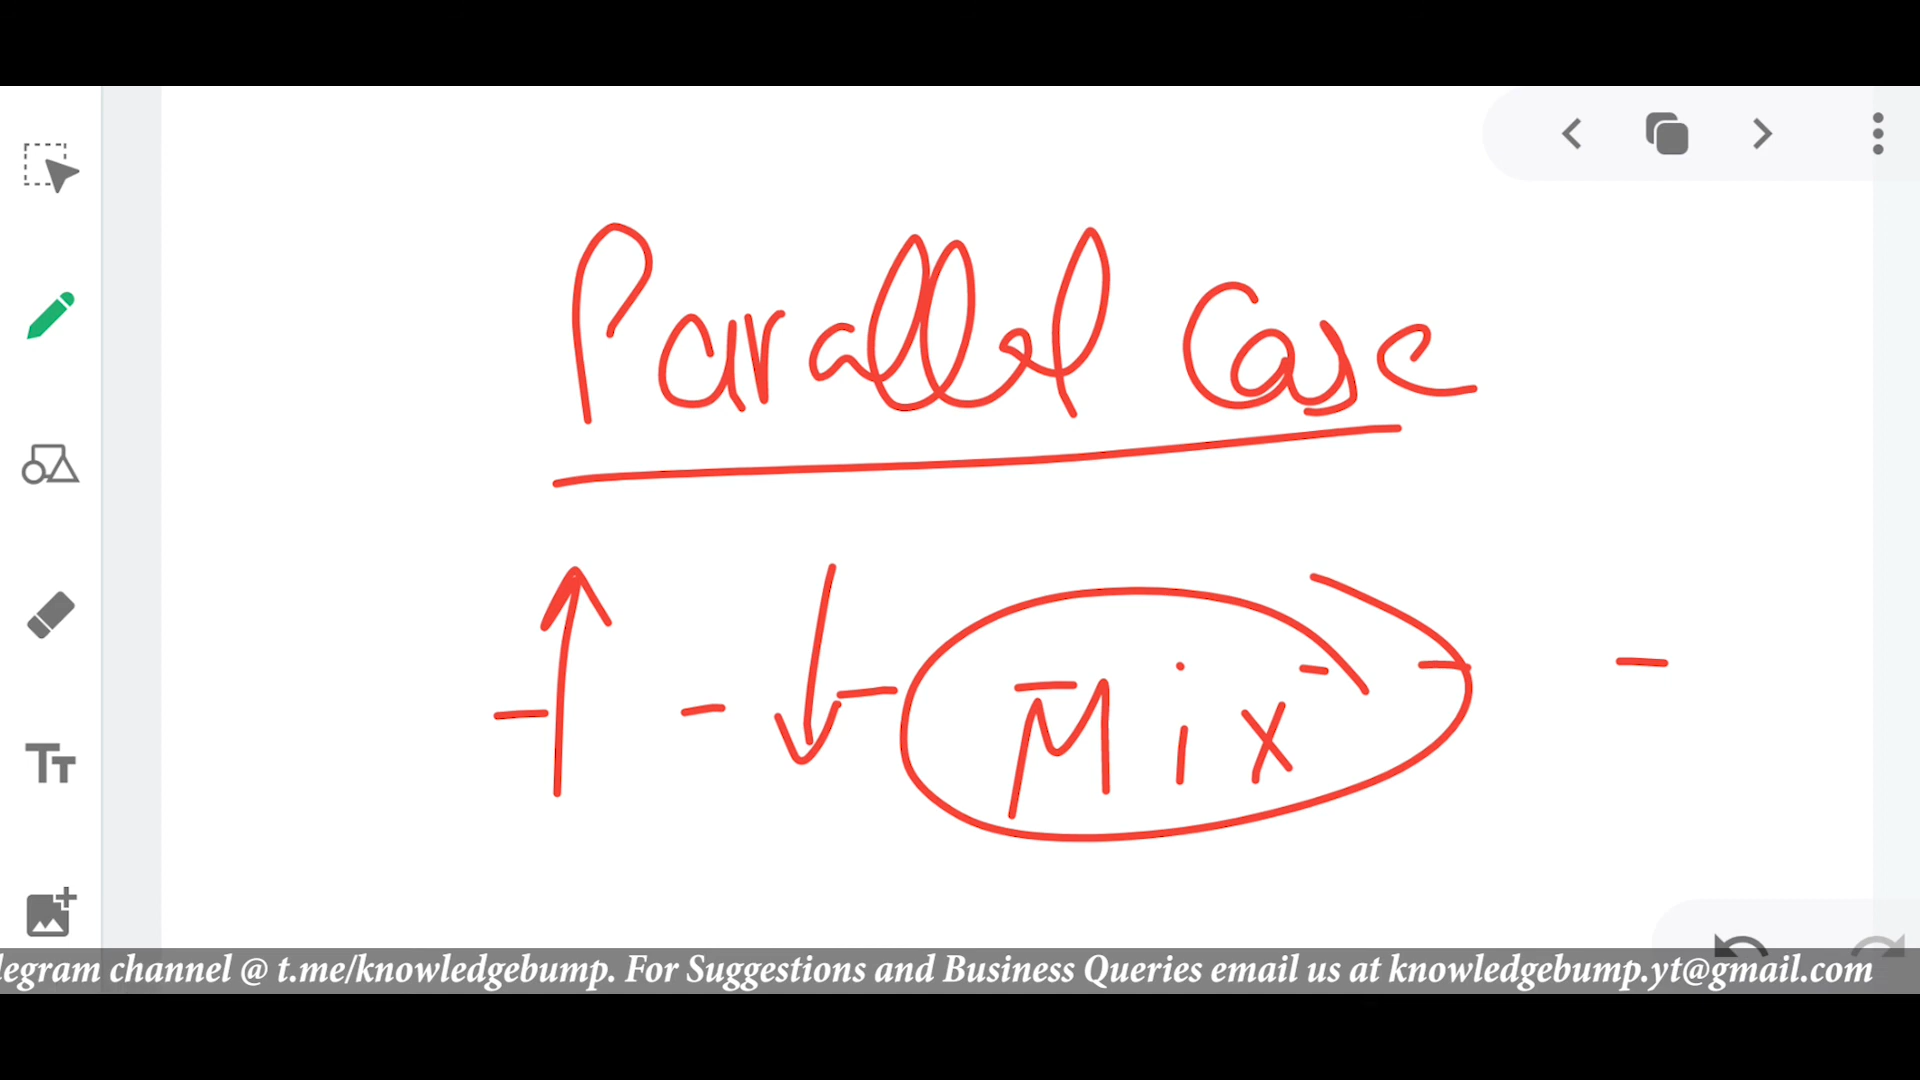 Parallel Case
- ↑ - ↓ - Mix - - -
legram channel @ t.me/knowledgebump. For Suggestions and Business Queries email us at knowledgebump.yt@gmail.com
Tт